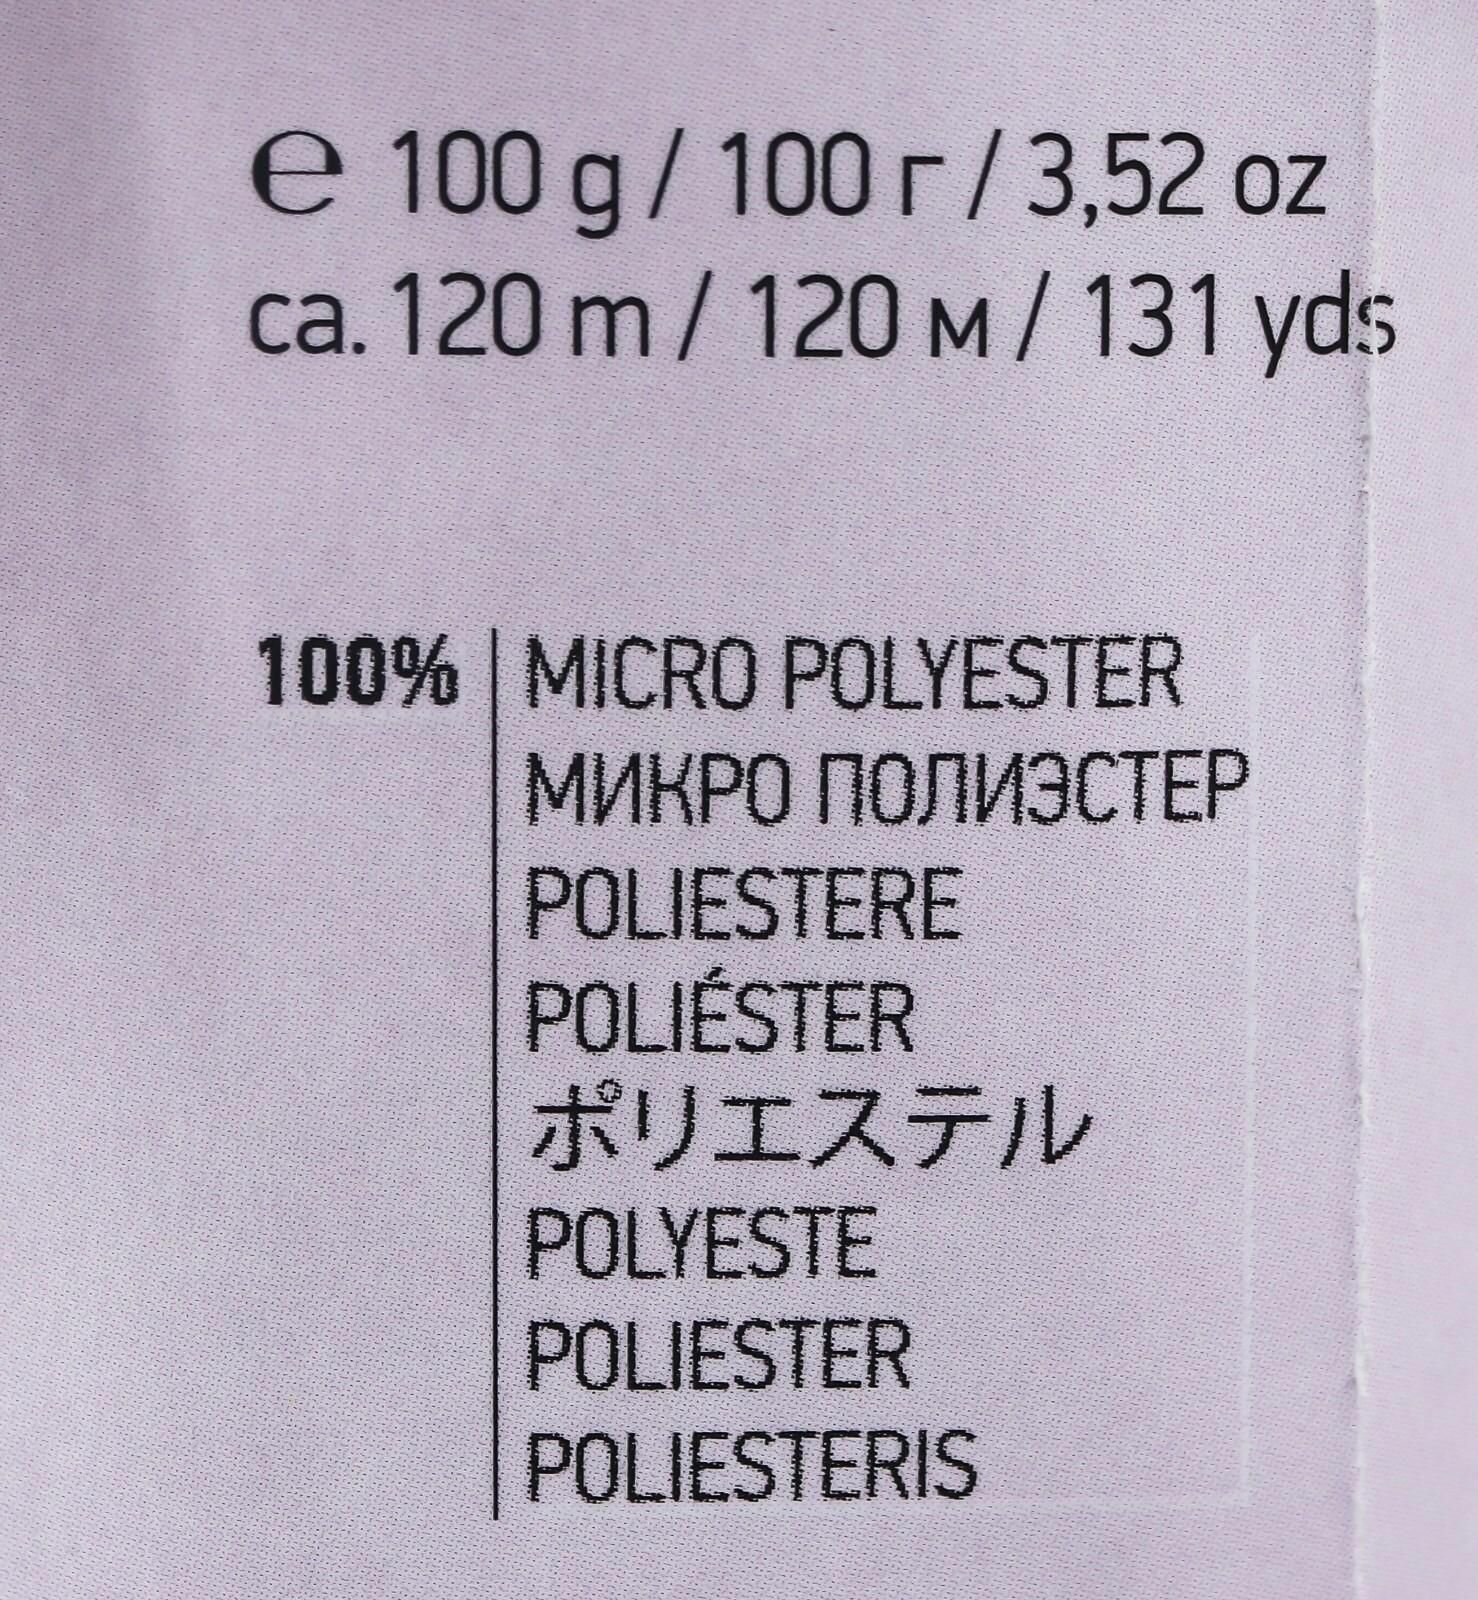 ℮ 100 g / 100 г / 3,52 oz
ca. 120 m / 120 м / 131 yds
100% MICRO POLYESTER
МИКРО ПОЛИЭСТЕР
POLIESTERE
POLIÉSTER
ポリエステル
POLYESTE
POLIESTER
POLIESTERIS